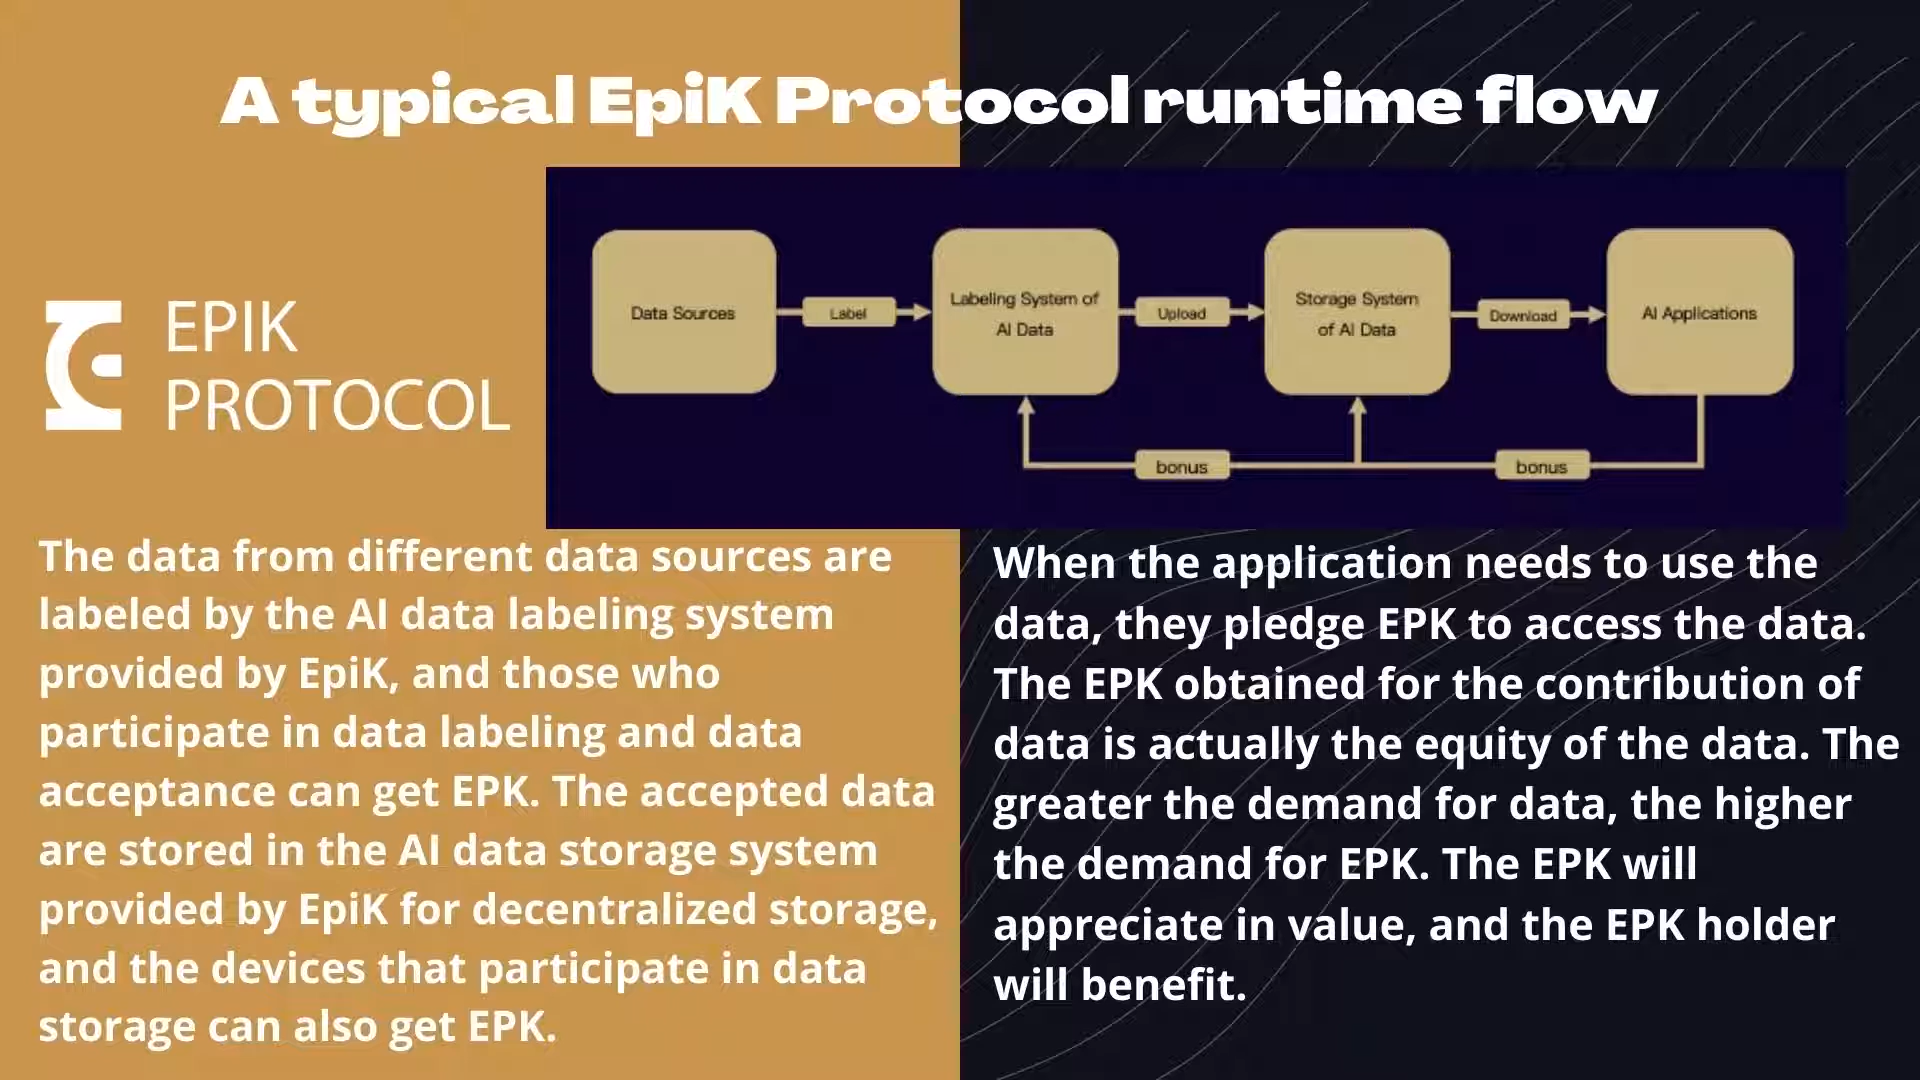 A typical EpiK Protocol runtime flow
EPIK
PROTOCOL
Data Sources
Label
Labeling System of
AI Data
Upload
Storage System
of AI Data
Download
AI Applications
bonus
bonus
The data from different data sources are
labeled by the AI data labeling system
provided by EpiK, and those who
participate in data labeling and data
acceptance can get EPK. The accepted data
are stored in the AI data storage system
provided by EpiK for decentralized storage,
and the devices that participate in data
storage can also get EPK.
When the application needs to use the
data, they pledge EPK to access the data.
The EPK obtained for the contribution of
data is actually the equity of the data. The
greater the demand for data, the higher
the demand for EPK. The EPK will
appreciate in value, and the EPK holder
will benefit.